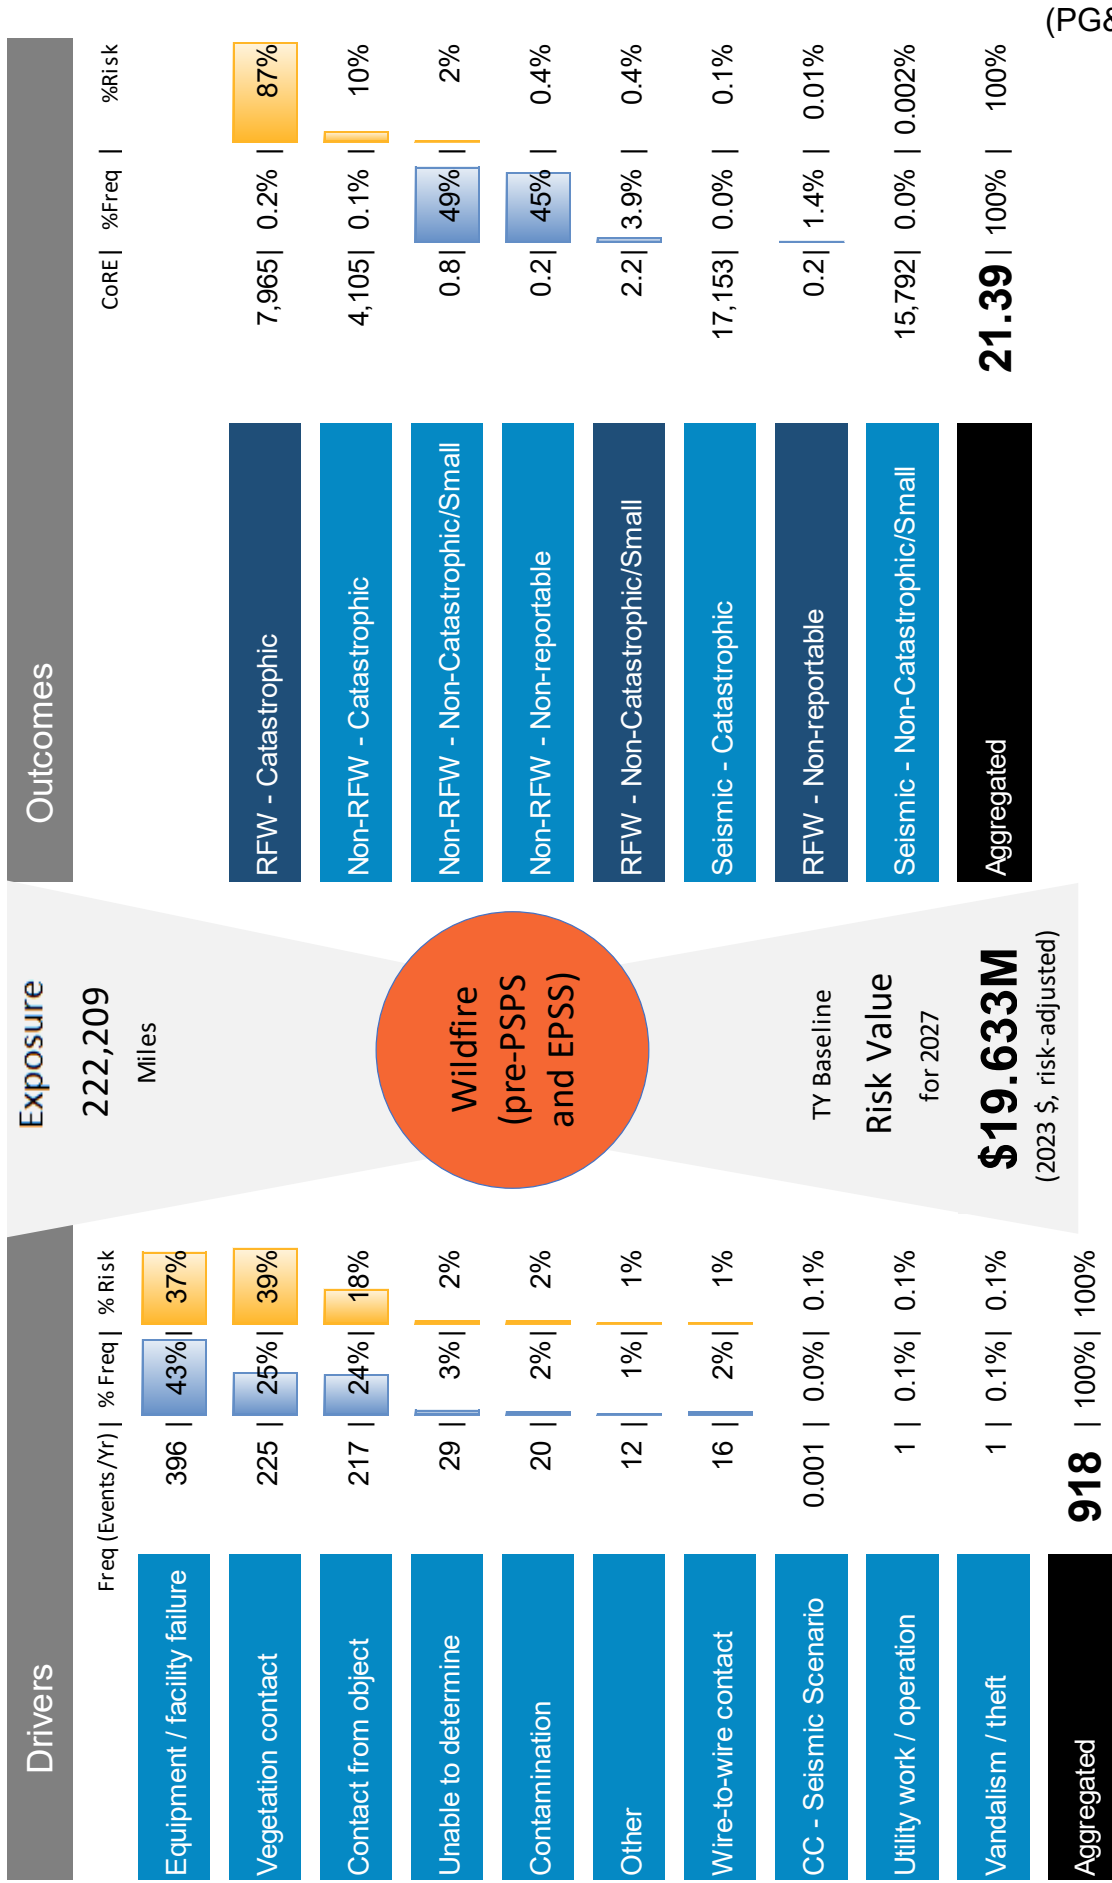 Drivers
Exposure
Outcomes
Freq (Events/Yr) | % Freq | % Risk
222,209
Miles
CoRE | %Freq | %Risk
Equipment / facility failure 396 | 43% | 37%
Vegetation contact 225 | 25% | 39%
Contact from object 217 | 24% | 18%
Unable to determine 29 | 3% | 2%
Contamination 20 | 2% | 2%
Other 12 | 1% | 1%
Wire-to-wire contact 16 | 2% | 1%
CC - Seismic Scenario 0.001 | 0.0% | 0.1%
Utility work / operation 1 | 0.1% | 0.1%
Vandalism / theft 1 | 0.1% | 0.1%
Aggregated 918 | 100% | 100%
Wildfire
(pre-PSPS
and EPSS)
TY Baseline
Risk Value
for 2027
$19.633M
(2023 $, risk-adjusted)
RFW - Catastrophic 7,965 | 0.2% | 87%
Non-RFW - Catastrophic 4,105 | 0.1% | 10%
Non-RFW - Non-Catastrophic/Small 0.8 | 49% | 2%
Non-RFW - Non-reportable 0.2 | 45% | 0.4%
RFW - Non-Catastrophic/Small 2.2 | 3.9% | 0.4%
Seismic - Catastrophic 17,153 | 0.0% | 0.1%
RFW - Non-reportable 0.2 | 1.4% | 0.01%
Seismic - Non-Catastrophic/Small 15,792 | 0.0% | 0.002%
Aggregated 21.39 | 100% | 100%
(PG&